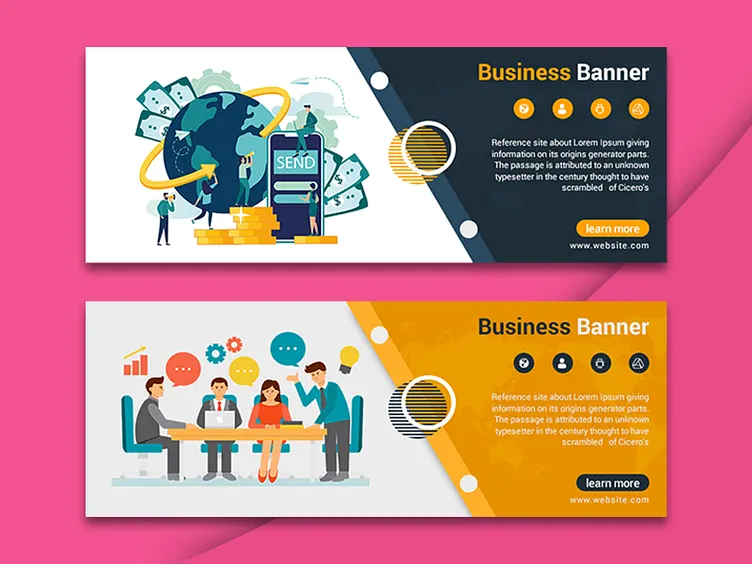 Business Banner
SEND
Reference site about Lorem Ipsum giving
information on its origins generator parts.
The passage is attributed to an unknown
typesetter in the century thought to have
scrambled of Cicero's
learn more
www.website.com
Business Banner
Reference site about Lorem Ipsum giving
information on its origins generator parts.
The passage is attributed to an unknown
typesetter in the century thought to have
scrambled of Cicero's
learn more
www.website.com